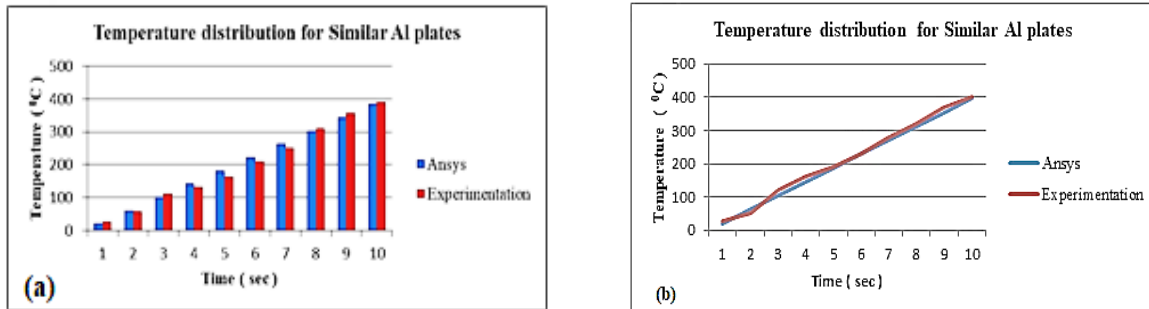 Temperature distribution for Similar Al plates
500
400
300
200
100
0
Temperature ( ⁰C )
1 2 3 4 5 6 7 8 9 10
Time ( sec )
Ansys
Experimentation
(a)
Temperature distribution for Similar Al plates
500
400
300
200
100
0
Temperature ( ⁰C )
1 2 3 4 5 6 7 8 9 10
Time ( sec )
Ansys
Experimentation
(b)